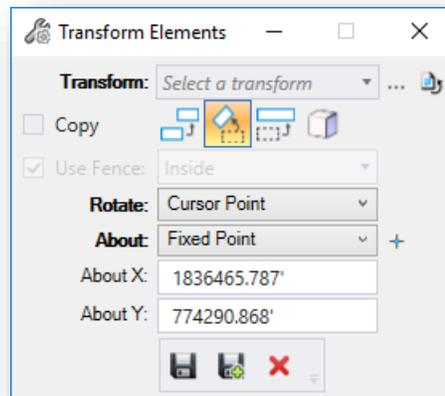 Transform Elements
Transform: Select a transform ...
Copy
Use Fence: Inside
Rotate: Cursor Point
About: Fixed Point
About X: 1836465.787'
About Y: 774290.868'